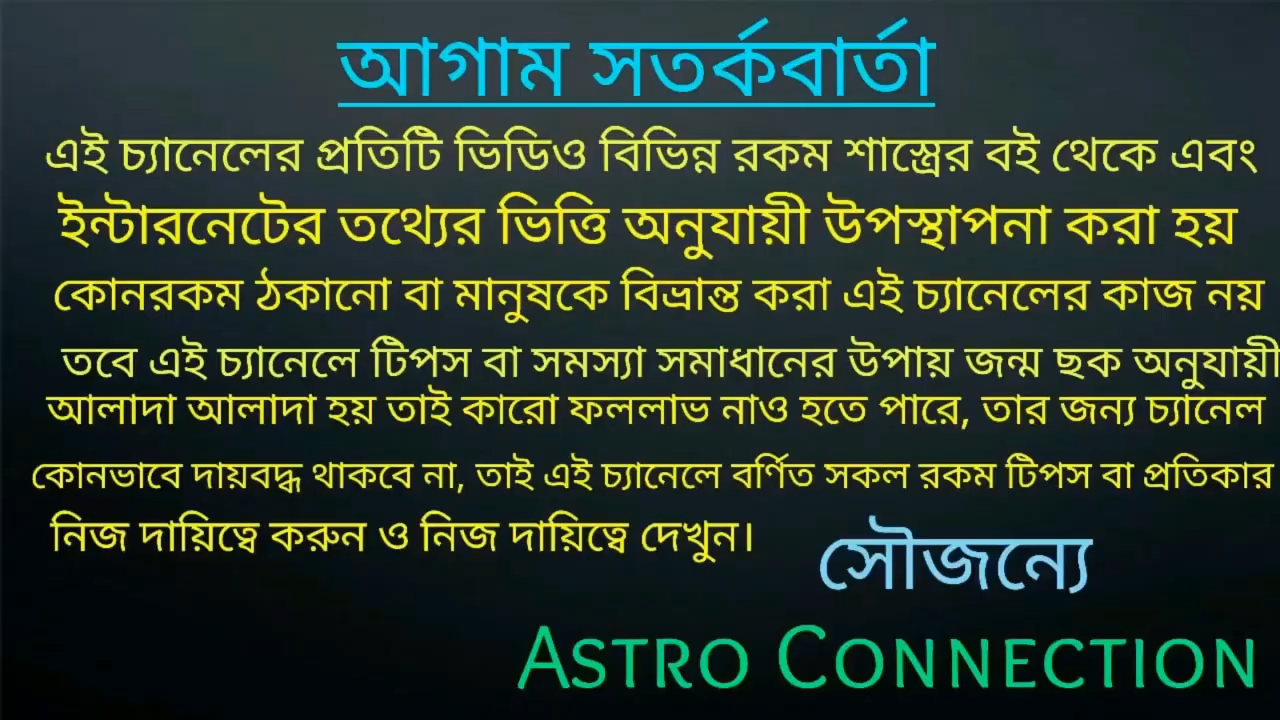 আগাম সতর্কবার্তা
এই চ্যানেলের প্রতিটি ভিডিও বিভিন্ন রকম শাস্ত্রের বই থেকে এবং
ইন্টারনেটের তথ্যের ভিত্তি অনুযায়ী উপস্থাপনা করা হয়
কোনরকম ঠকানো বা মানুষকে বিভ্রান্ত করা এই চ্যানেলের কাজ নয়
তবে এই চ্যানেলে টিপস বা সমস্যা সমাধানের উপায় জন্ম ছক অনুযায়ী
আলাদা আলাদা হয় তাই কারো ফললাভ নাও হতে পারে, তার জন্য চ্যানেল
কোনভাবে দায়বদ্ধ থাকবে না, তাই এই চ্যানেলে বর্ণিত সকল রকম টিপস বা প্রতিকার
নিজ দায়িত্বে করুন ও নিজ দায়িত্বে দেখুন।
সৌজন্যে
ASTRO CONNECTION